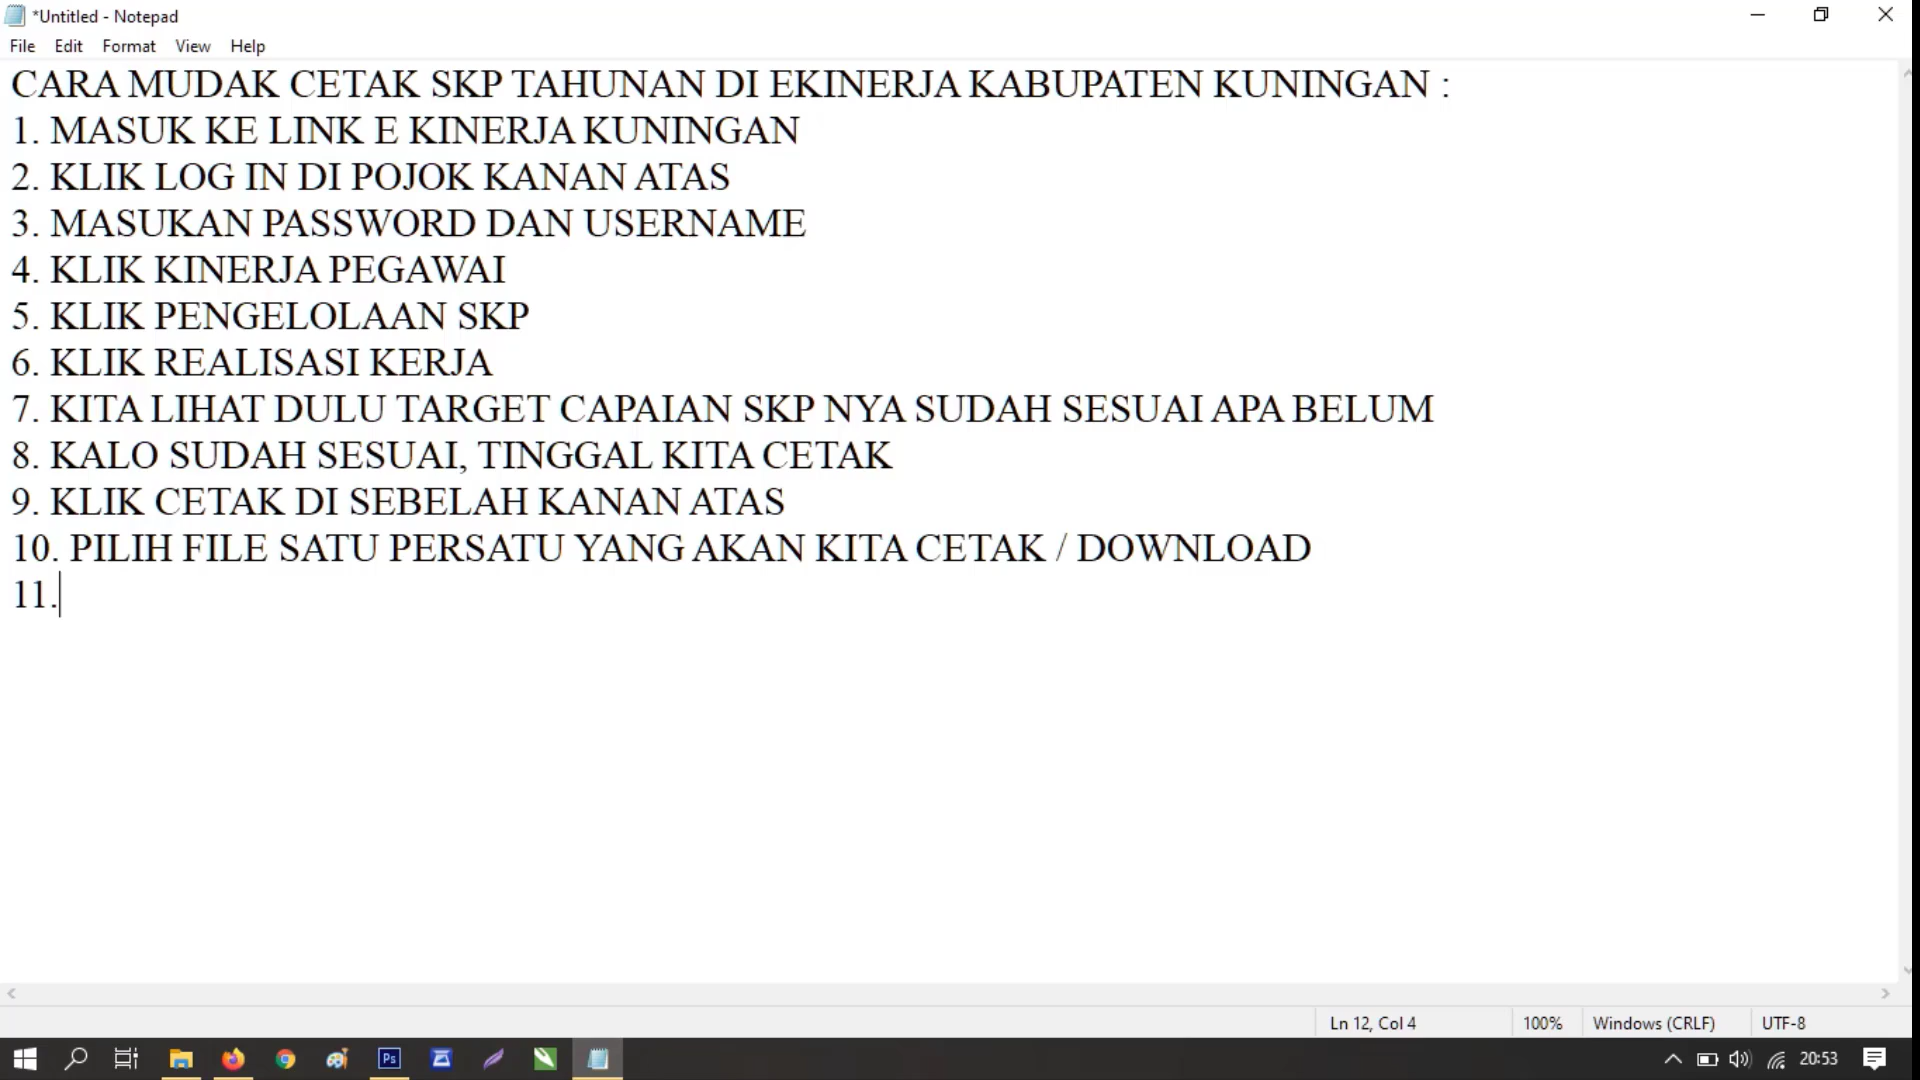 *Untitled - Notepad
File Edit Format View Help
CARA MUDAK CETAK SKP TAHUNAN DI EKINERJA KABUPATEN KUNINGAN :
1. MASUK KE LINK E KINERJA KUNINGAN
2. KLIK LOG IN DI POJOK KANAN ATAS
3. MASUKAN PASSWORD DAN USERNAME
4. KLIK KINERJA PEGAWAI
5. KLIK PENGELOLAAN SKP
6. KLIK REALISASI KERJA
7. KITA LIHAT DULU TARGET CAPAIAN SKP NYA SUDAH SESUAI APA BELUM
8. KALO SUDAH SESUAI, TINGGAL KITA CETAK
9. KLIK CETAK DI SEBELAH KANAN ATAS
10. PILIH FILE SATU PERSATU YANG AKAN KITA CETAK / DOWNLOAD
11.
Ln 12, Col 4 100% Windows (CRLF) UTF-8
Ps 20:53